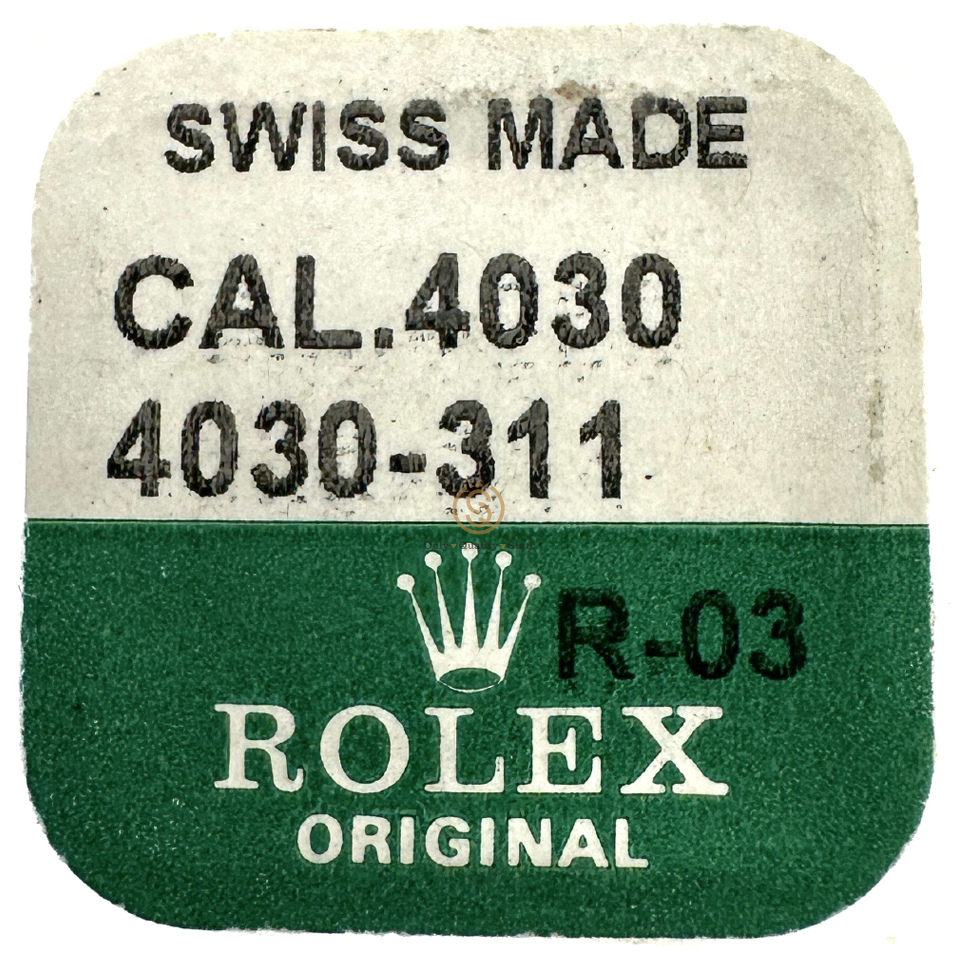 SWISS MADE
CAL.4030
4030-311
R-03
ROLEX
ORIGINAL